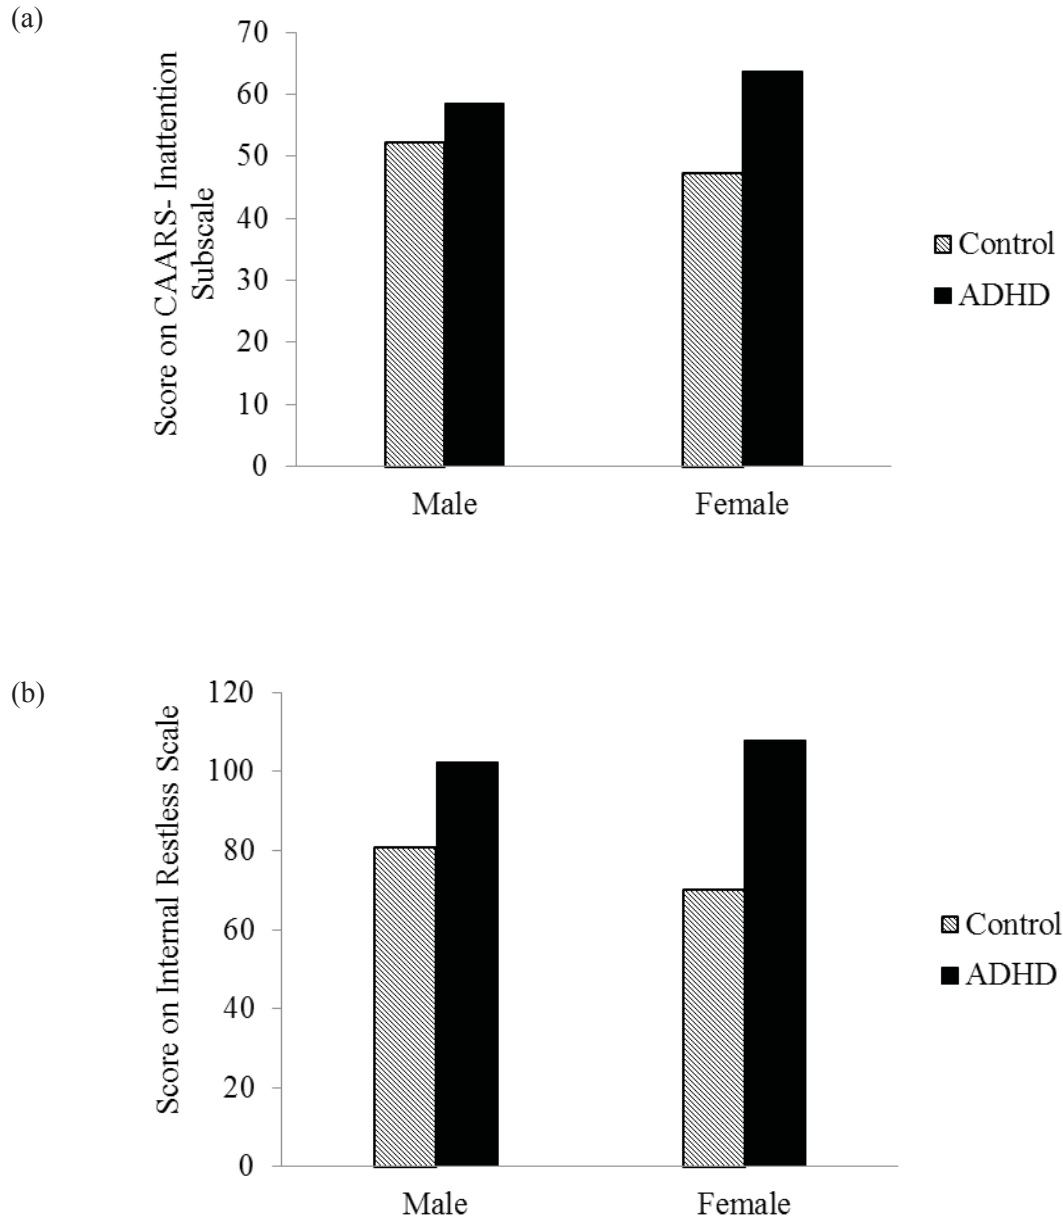 (a)
Score on CAARS- Inattention
Subscale
70
60
50
40
30
20
10
0
Male
Female
Control
ADHD
(b)
Score on Internal Restless Scale
120
100
80
60
40
20
0
Male
Female
Control
ADHD